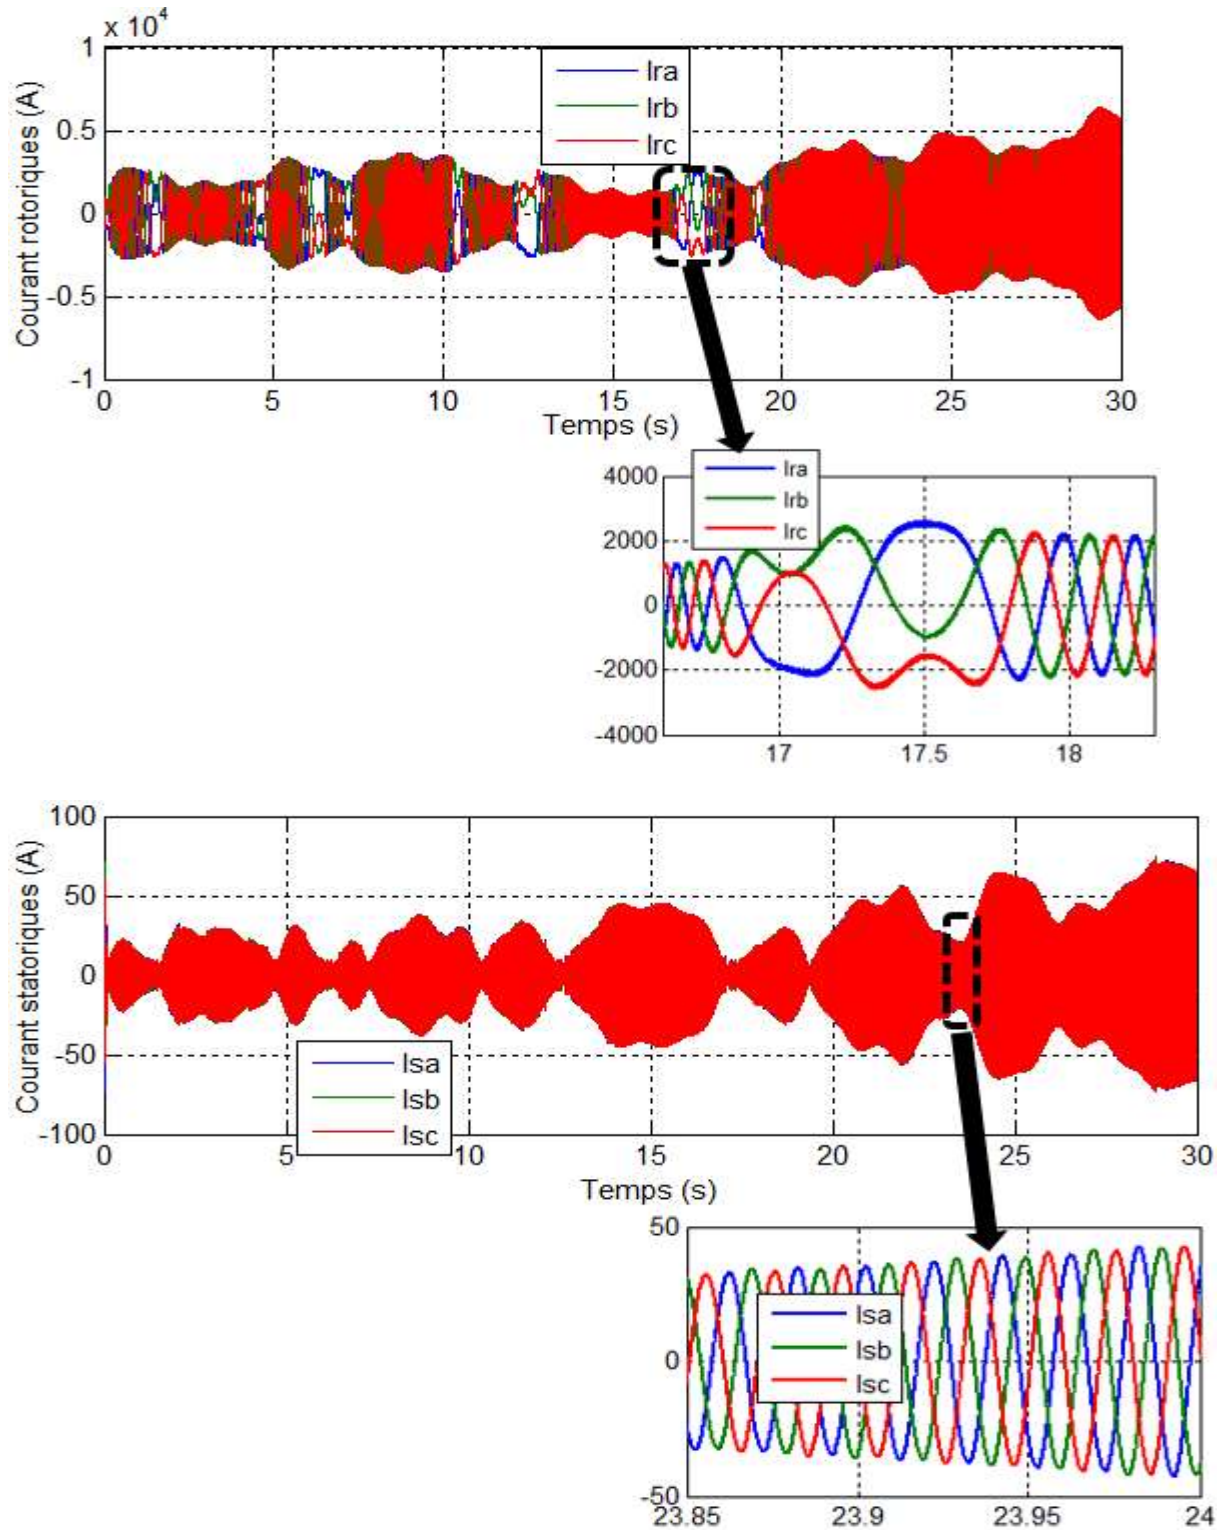 x 10⁴
1
0.5
0
-0.5
-1
Courant rotoriques (A)
Ira
Irb
Irc
0 5 10 15 20 25 30
Temps (s)
4000
2000
0
-2000
-4000
Ira
Irb
Irc
17 17.5 18
100
50
0
-50
-100
Courant statoriques (A)
Isa
Isb
Isc
0 5 10 15 20 25 30
Temps (s)
50
0
-50
Isa
Isb
Isc
23.85 23.9 23.95 24